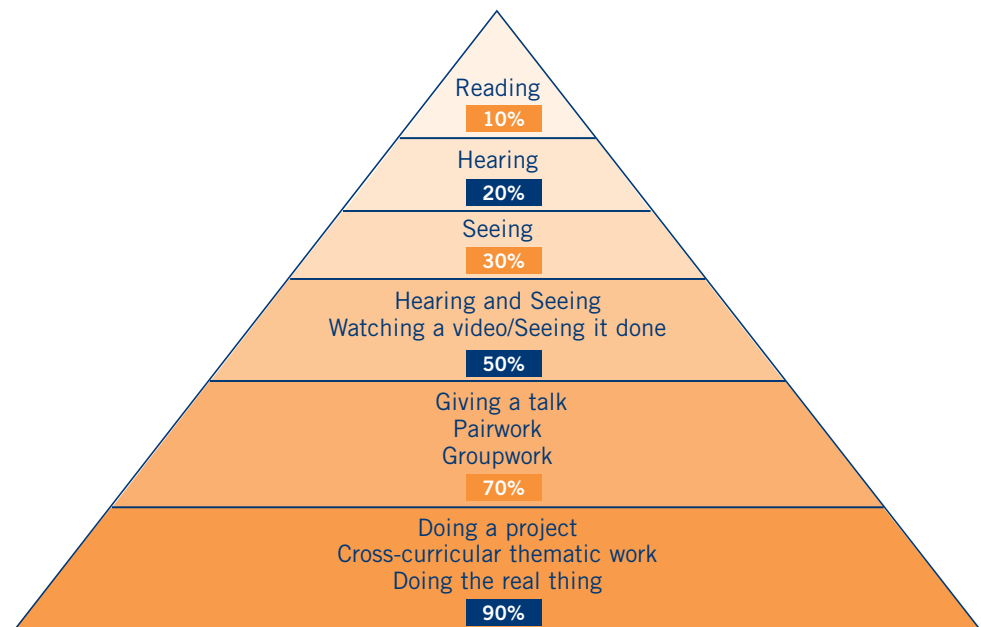 Reading
10%
Hearing
20%
Seeing
30%
Hearing and Seeing
Watching a video/Seeing it done
50%
Giving a talk
Pairwork
Groupwork
70%
Doing a project
Cross-curricular thematic work
Doing the real thing
90%